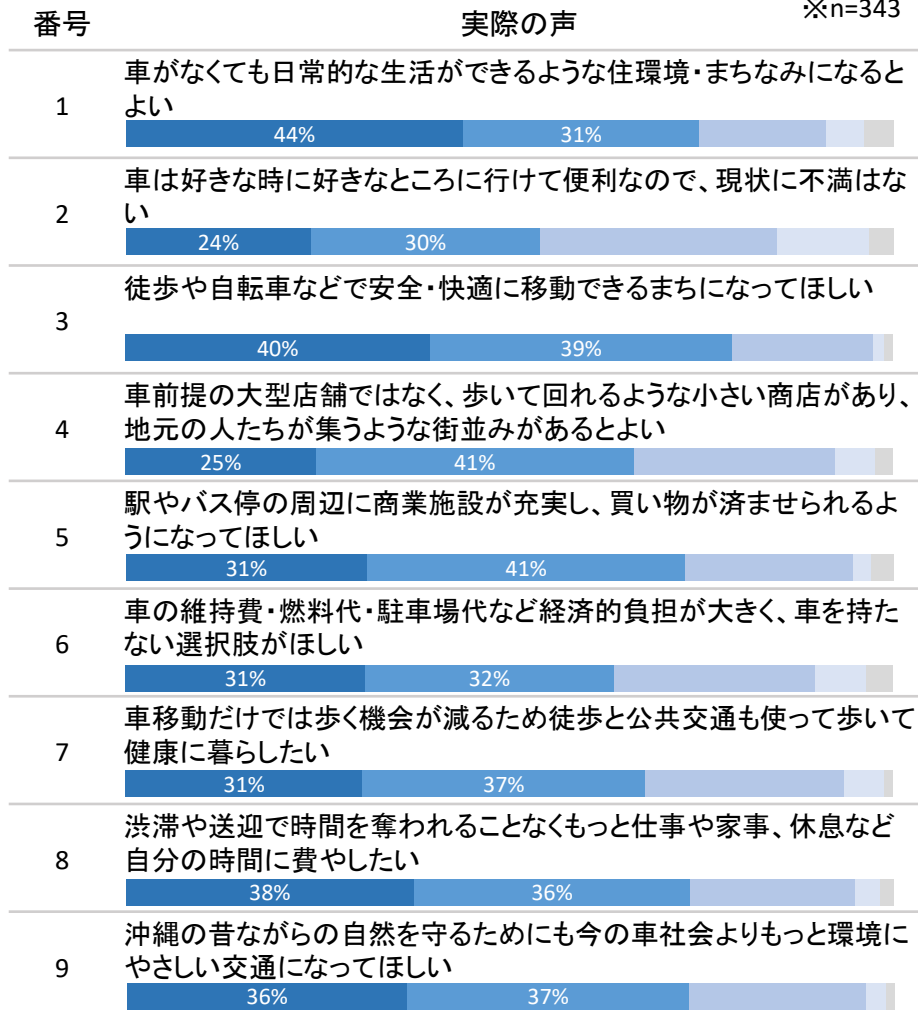 番号 実際の声 ※n=343
1
車がなくても日常的な生活ができるような住環境・まちなみになると
よい
44% 31%
2
車は好きな時に好きなところに行けて便利なので、現状に不満はな
い
24% 30%
3
徒歩や自転車などで安全・快適に移動できるまちになってほしい
40% 39%
4
車前提の大型店舗ではなく、歩いて回れるような小さい商店があり、
地元の人たちが集うような街並みがあるとよい
25% 41%
5
駅やバス停の周辺に商業施設が充実し、買い物が済ませられるよ
うになってほしい
31% 41%
6
車の維持費・燃料代・駐車場代など経済的負担が大きく、車を持た
ない選択肢がほしい
31% 32%
7
車移動だけでは歩く機会が減るため徒歩と公共交通も使って歩いて
健康に暮らしたい
31% 37%
8
渋滞や送迎で時間を奪われることなくもっと仕事や家事、休息など
自分の時間に費やしたい
38% 36%
9
沖縄の昔ながらの自然を守るためにも今の車社会よりもっと環境に
やさしい交通になってほしい
36% 37%